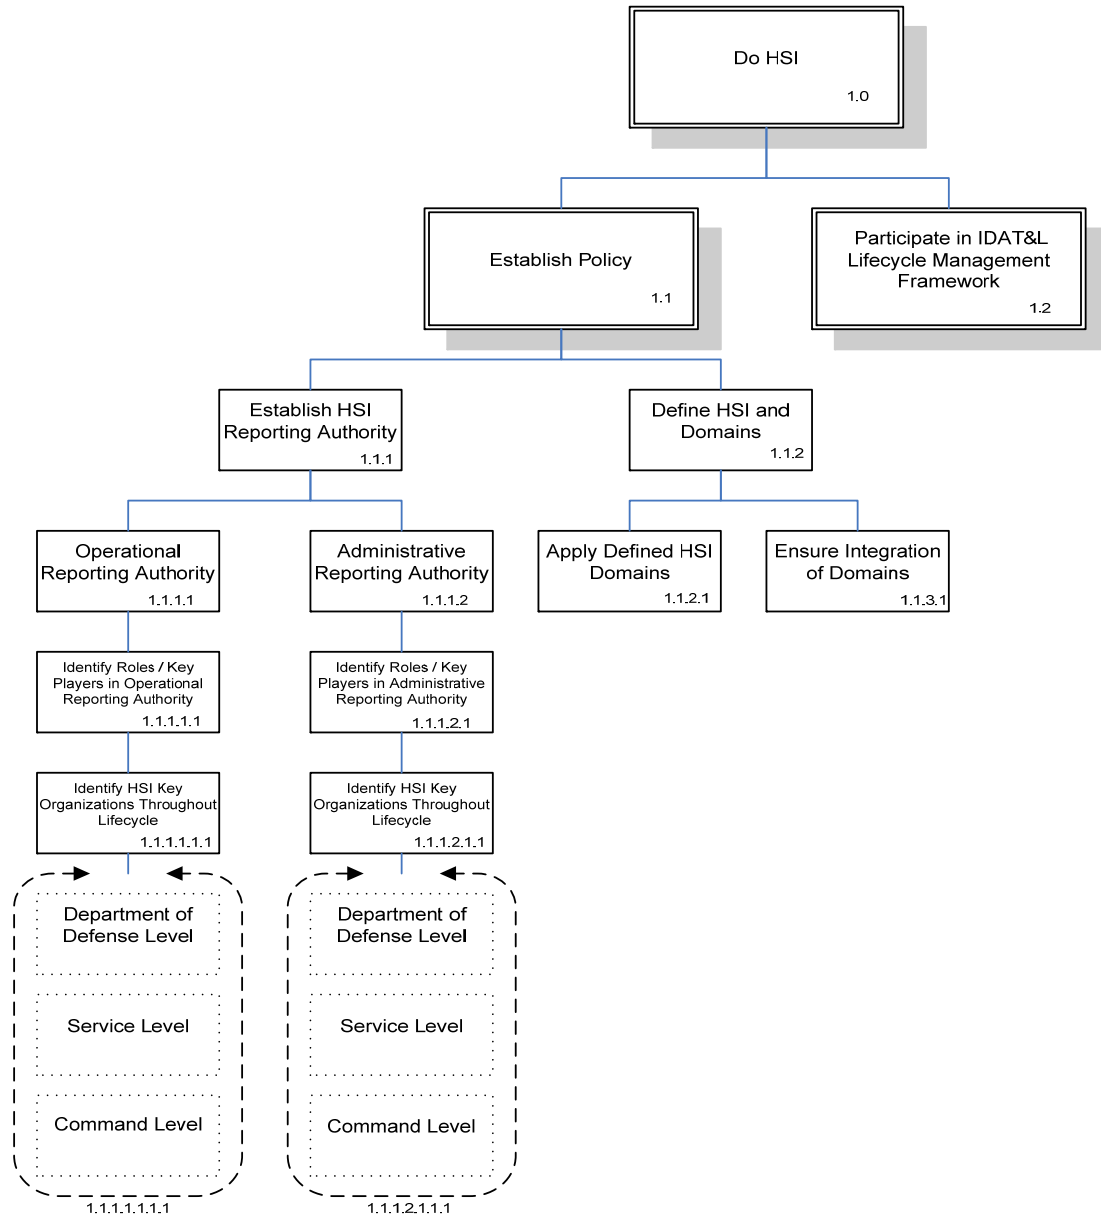 Do HSI
1.0
Establish Policy
1.1
Participate in IDAT&L
Lifecycle Management
Framework
1.2
Establish HSI
Reporting Authority
1.1.1
Define HSI and
Domains
1.1.2
Operational
Reporting Authority
1.1.1.1
Administrative
Reporting Authority
1.1.1.2
Apply Defined HSI
Domains
1.1.2.1
Ensure Integration
of Domains
1.1.3.1
Identify Roles / Key
Players in Operational
Reporting Authority
1.1.1.1.1
Identify Roles / Key
Players in Administrative
Reporting Authority
1.1.1.2.1
Identify HSI Key
Organizations Throughout
Lifecycle
1.1.1.1.1.1
Identify HSI Key
Organizations Throughout
Lifecycle
1.1.1.2.1.1
Department of
Defense Level
Service Level
Command Level
1.1.1.1.1.1.1
Department of
Defense Level
Service Level
Command Level
1.1.1.2.1.1.1